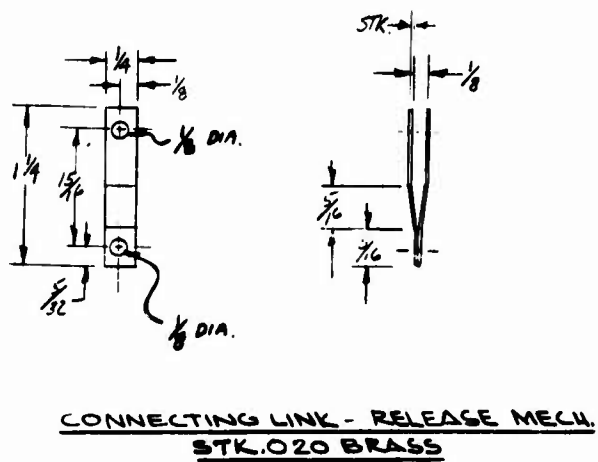 1/4
1/8
1/8 DIA.
1 1/4
15/16
5/32
1/8 DIA.
STK.
1/8
5/16
5/16
CONNECTING LINK - RELEASE MECH.
STK .020 BRASS